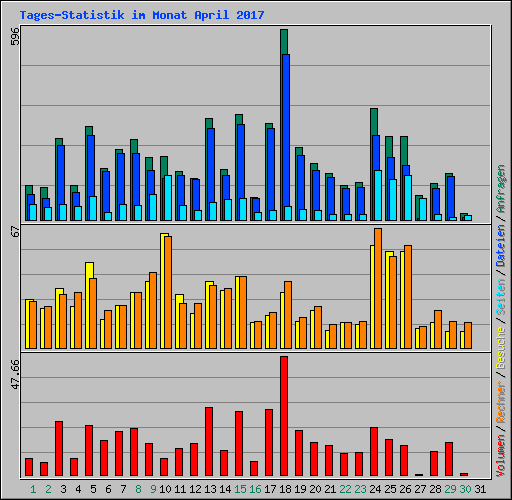 Tages-Statistik im Monat April 2017
596
67
47.66
Volumen / Rechner / Besuche / Seiten / Dateien / Anfragen
1 2 3 4 5 6 7 8 9 10 11 12 13 14 15 16 17 18 19 20 21 22 23 24 25 26 27 28 29 30 31